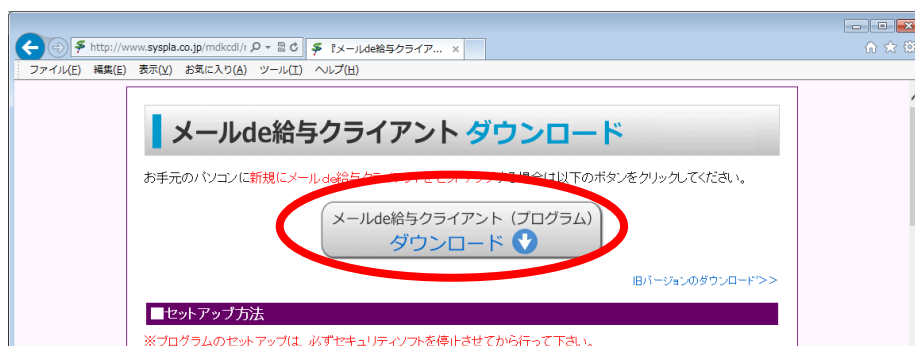 http://www.syspla.co.jp/mdkcdl/
『メールde給与クライア...
ファイル(F) 編集(E) 表示(V) お気に入り(A) ツール(T) ヘルプ(H)
メールde給与クライアント ダウンロード
お手元のパソコンに新規にメールde給与クライアントをセットアップする場合は以下のボタンをクリックしてください。
メールde給与クライアント（プログラム）
ダウンロード
旧バージョンのダウンロード>>
■セットアップ方法
※プログラムのセットアップは、必ずセキュリティソフトを停止させてから行って下さい。